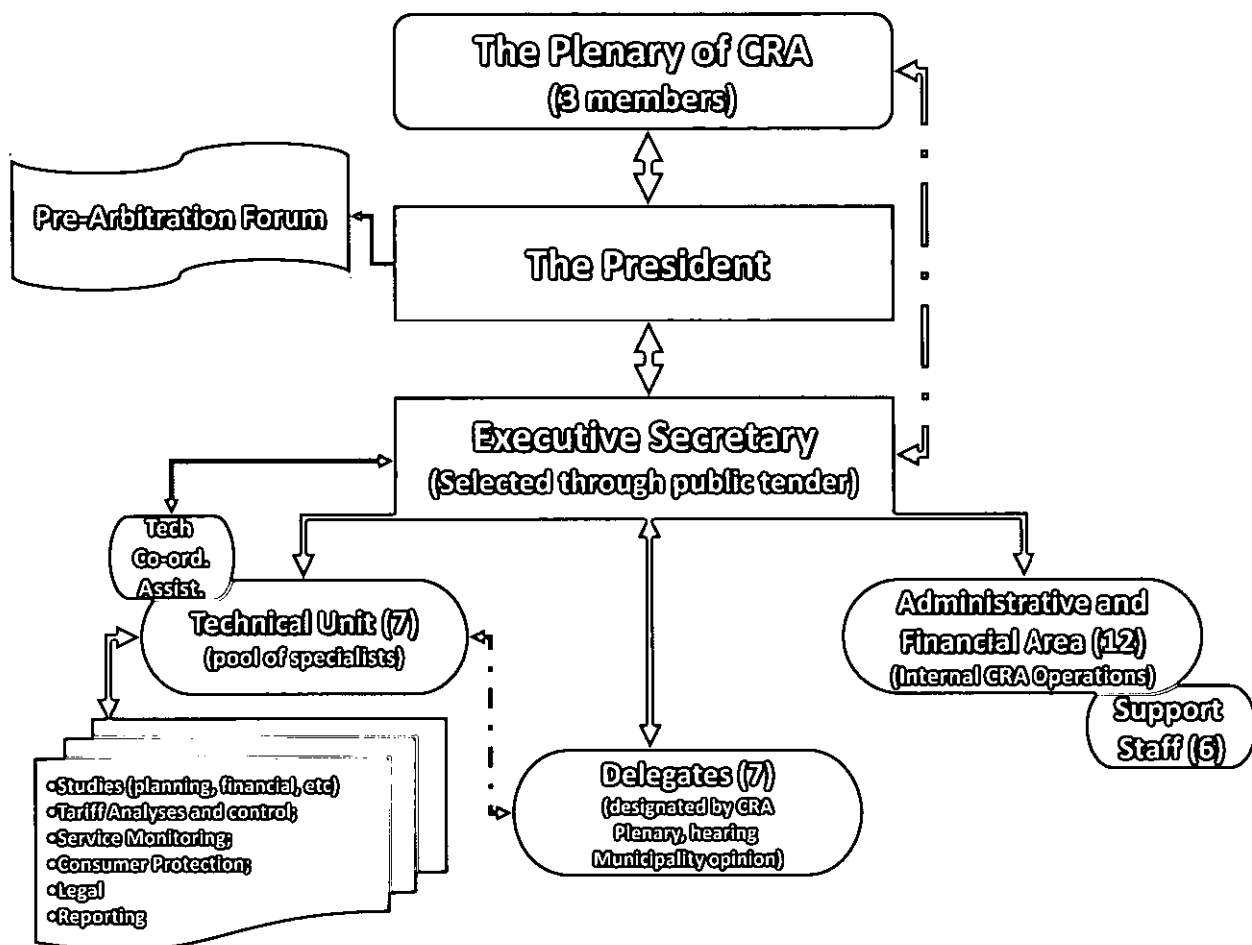 The Plenary of CRA
(3 members)
Pre-Arbitration Forum
The President
Executive Secretary
(Selected through public tender)
Tech
Co-ord.
Assist.
Technical Unit (7)
(pool of specialists)
Administrative and
Financial Area (12)
(Internal CRA Operations)
Support
Staff (6)
•Studies (planning, financial, etc)
•Tariff Analyses and control;
•Service Monitoring;
•Consumer Protection;
•Legal
•Reporting
Delegates (7)
(designated by CRA
Plenary, hearing
Municipality opinion)